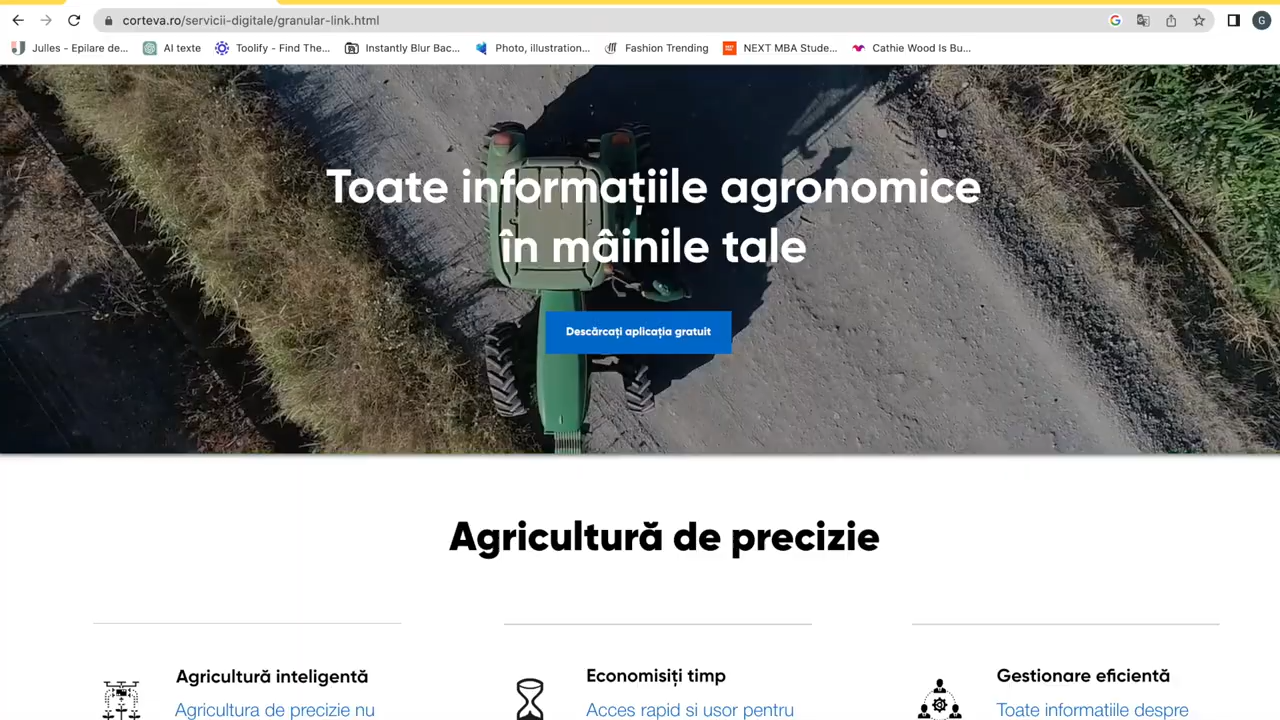 corteva.ro/servicii-digitale/granular-link.html
G
Julles - Epilare de...
AI texte
Toolify - Find The...
Instantly Blur Bac...
Photo, illustration...
Fashion Trending
NEXT MBA Stude...
Cathie Wood Is Bu...
Toate informațiile agronomice
în mâinile tale
Descărcați aplicația gratuit
Agricultură de precizie
Agricultură inteligentă
Agricultura de precizie nu
Economisiți timp
Acces rapid si usor pentru
Gestionare eficientă
Toate informatiile despre